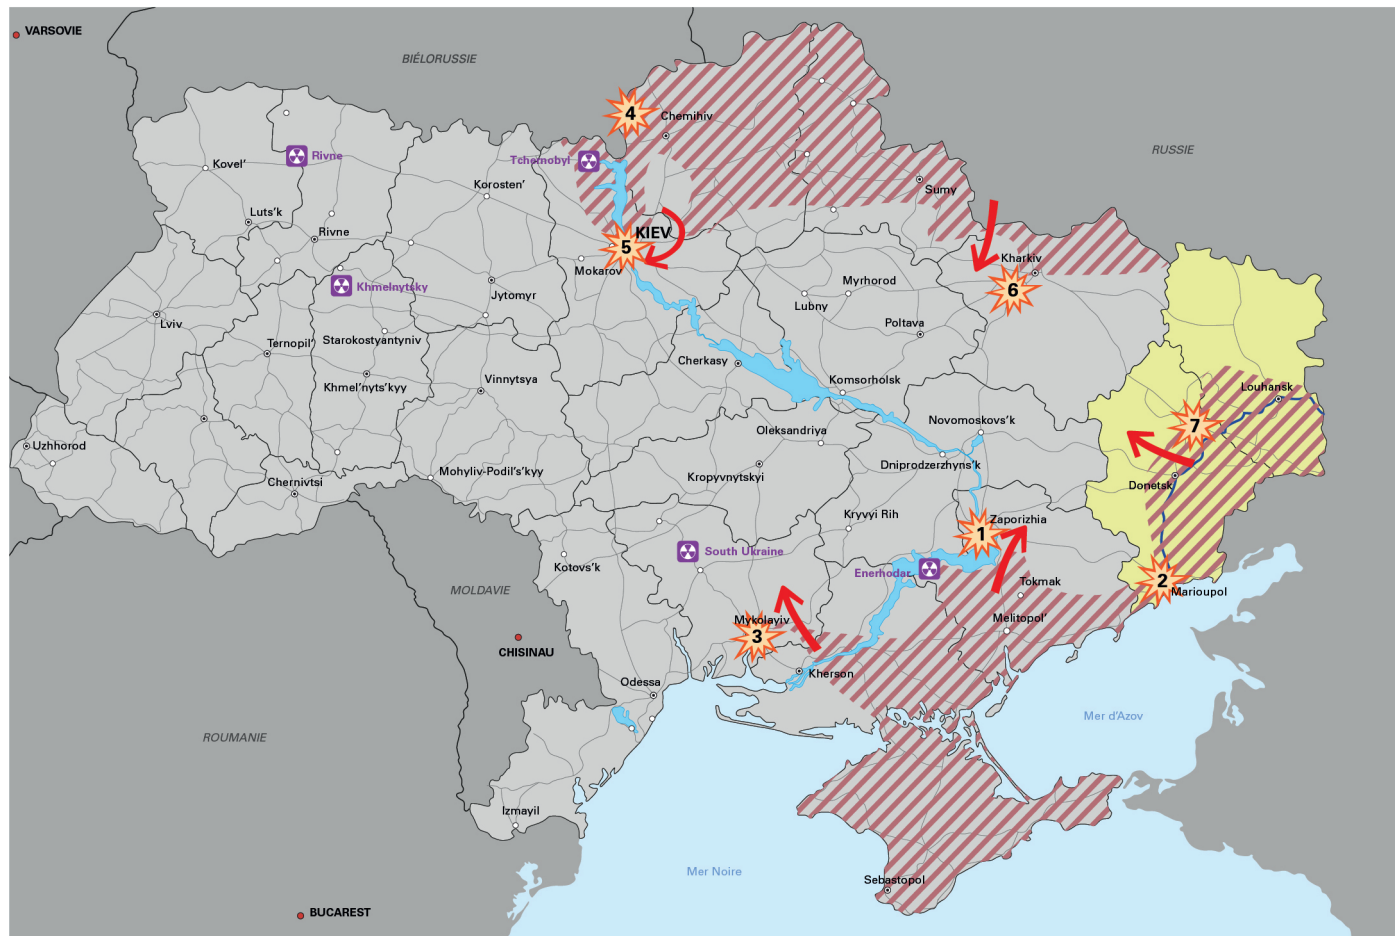 VARSOVIE
BIÉLORUSSIE
RUSSIE
4
Chernihiv
Rivne
Tchernobyl
Kovel'
Korosten'
Sumy
Luts'k
Rivne
KIEV
5
Mokarov
Kharkiv
6
Khmelnytsky
Jytomyr
Myrhorod
Lubny
Poltava
Lviv
Ternopil'
Starokostyantyniv
Cherkasy
Khmel'nyts'kyy
Vinnytsya
Komsorholsk
Louhansk
Novomoskovs'k
7
Oleksandriya
Uzhhorod
Dniprodzerzhyns'k
Mohyliv-Podil's'kyy
Kropyvnytskyi
Chernivtsi
Donetsk
Kryvyi Rih
Zaporizhia
1
South Ukraine
Kotovs'k
Enerhodar
Tokmak
2
Marioupol
MOLDAVIE
Mykolayiv
Melitopol'
3
CHISINAU
Kherson
Odessa
Mer d'Azov
ROUMANIE
Izmayil
Mer Noire
Sebastopol
BUCAREST